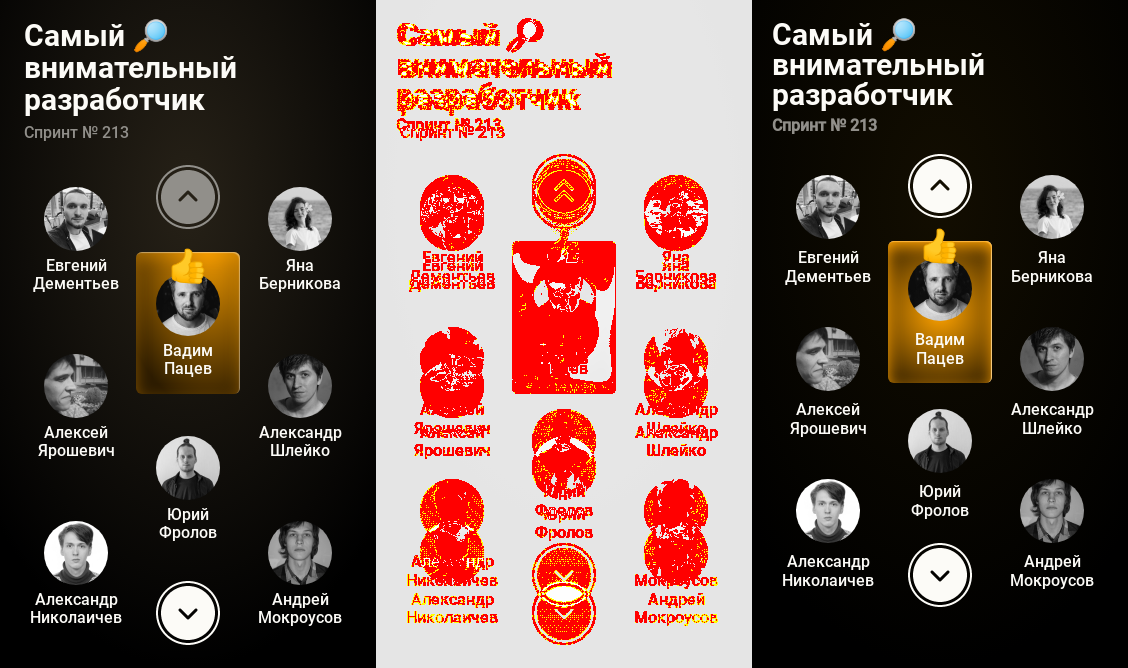 Самый 🔎
внимательный
разработчик
Спринт № 213
Евгений
Дементьев
Яна
Берникова
Вадим
Пацев
Алексей
Ярошевич
Александр
Шлейко
Юрий
Фролов
Александр
Николаичев
Андрей
Мокроусов
Самый
внимательный
разработчик
Спринт № 213
Спринт № 213
Евгений
Евгений
Дементьев
Дементьев
Яна
Яна
Берникова
Берникова
Алексей
Ярошевич
Алексей
Ярошевич
Александр
Шлейко
Александр
Шлейко
Юрий
Фролов
Юрий
Фролов
Александр
Николаичев
Александр
Николаичев
Мокроусов
Андрей
Мокроусов
Самый 🔎
внимательный
разработчик
Спринт № 213
Евгений
Дементьев
Яна
Берникова
Вадим
Пацев
Алексей
Ярошевич
Александр
Шлейко
Юрий
Фролов
Александр
Николаичев
Андрей
Мокроусов